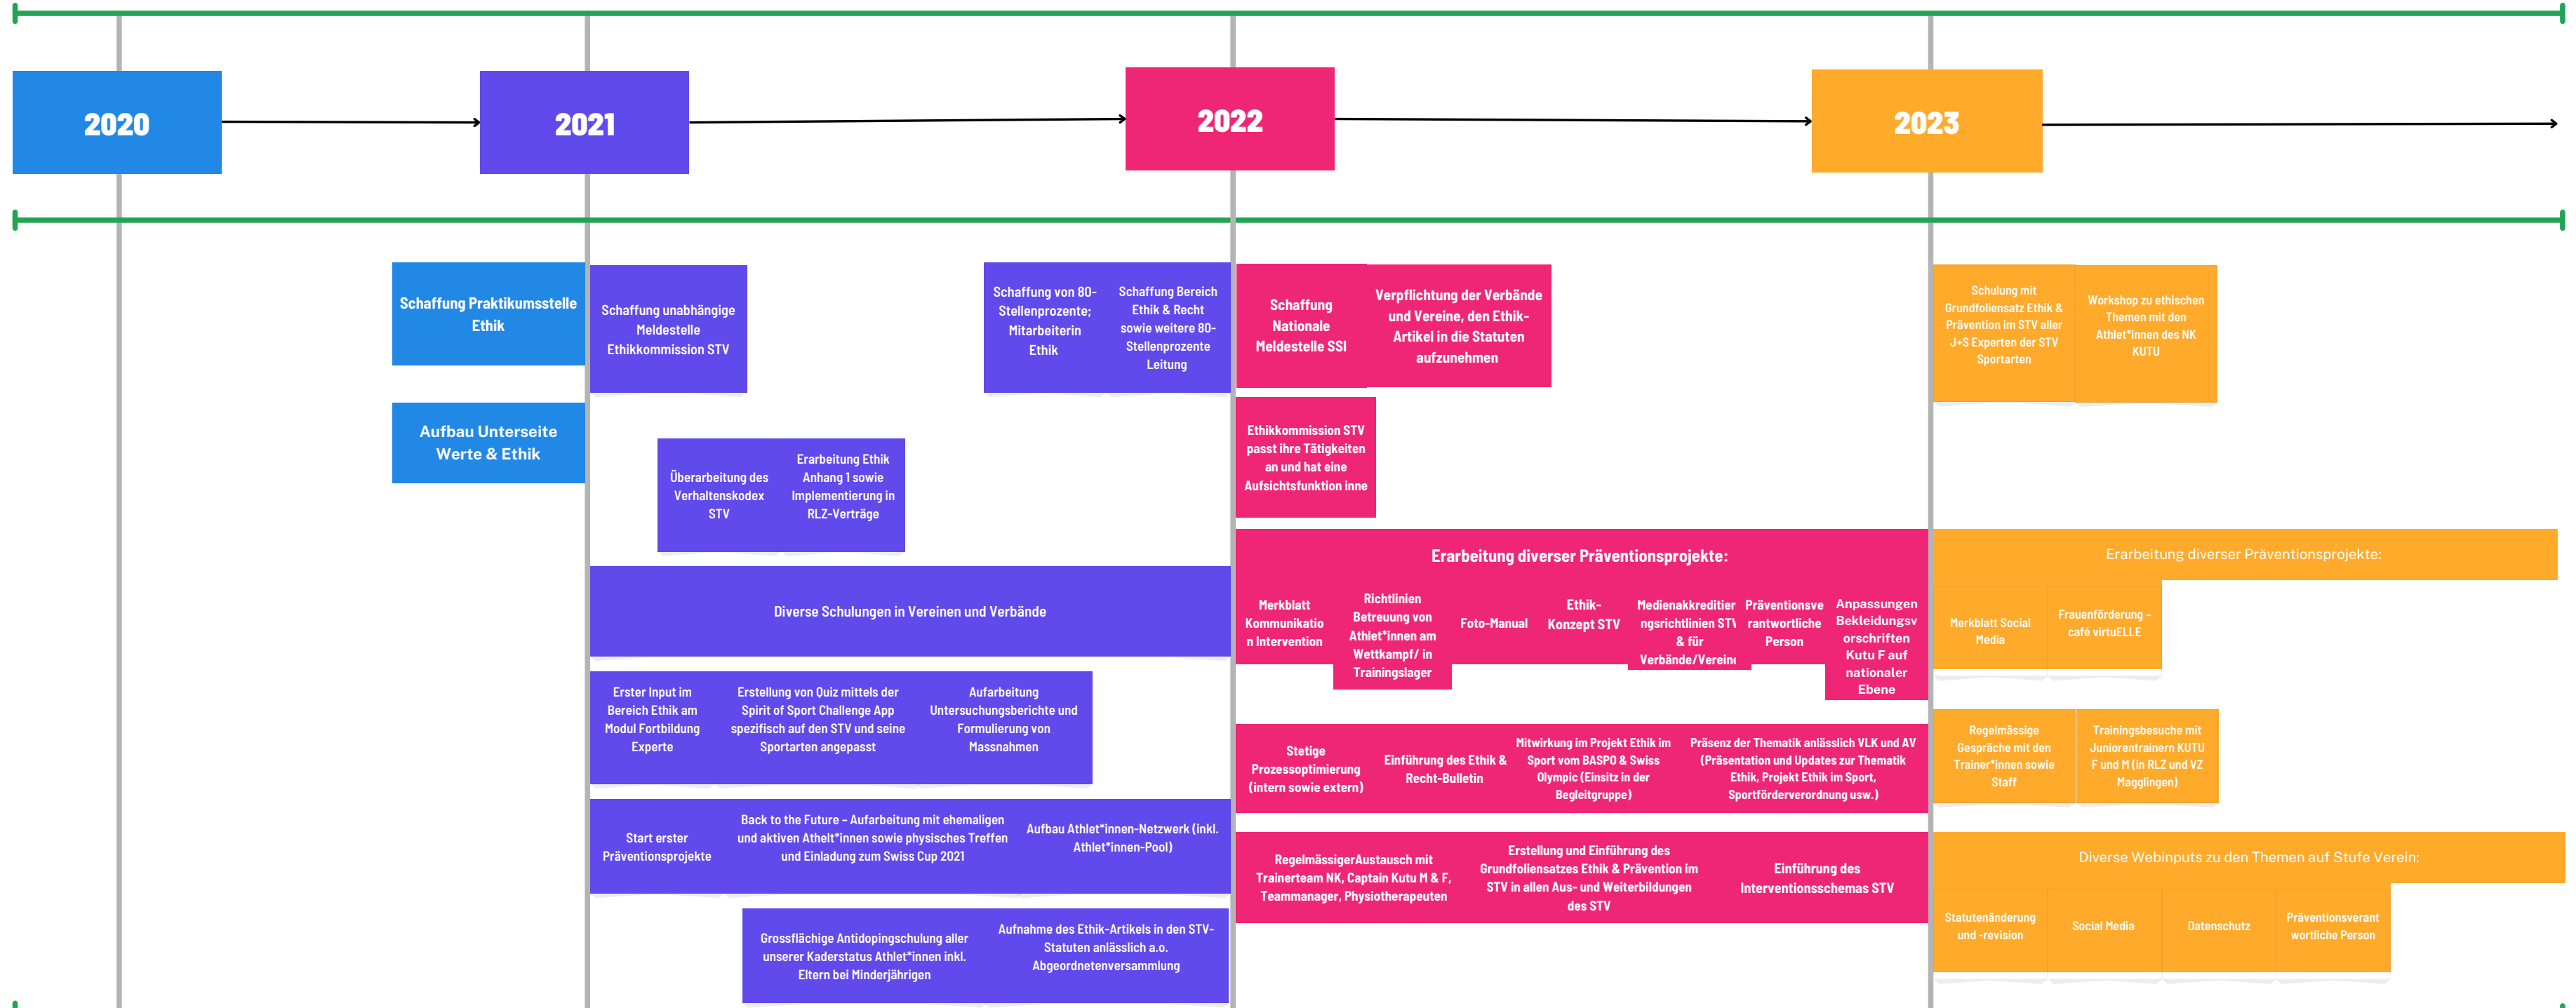 2020
2021
2022
2023
Schaffung Praktikumsstelle
Ethik
Aufbau Unterseite
Werte & Ethik
Schaffung unabhängige
Meldestelle
Ethikkommission STV
Schaffung von 80-
Stellenprozente;
Mitarbeiterin
Ethik
Schaffung Bereich
Ethik & Recht
sowie weitere 80-
Stellenprozente
Leitung
Überarbeitung des
Verhaltenskodex
STV
Erarbeitung Ethik
Anhang 1 sowie
Implementierung in
RLZ-Verträge
Diverse Schulungen in Vereinen und Verbände
Erster Input im
Bereich Ethik am
Modul Fortbildung
Experte
Erstellung von Quiz mittels der
Spirit of Sport Challenge App
spezifisch auf den STV und seine
Sportarten angepasst
Aufarbeitung
Untersuchungsberichte und
Formulierung von
Massnahmen
Start erster
Präventionsprojekte
Back to the Future – Aufarbeitung mit ehemaligen
und aktiven Athelt*innen sowie physisches Treffen
und Einladung zum Swiss Cup 2021
Aufbau Athlet*innen-Netzwerk (inkl.
Athlet*innen-Pool)
Grossflächige Antidopingschulung aller
unserer Kaderstatus Athlet*innen inkl.
Eltern bei Minderjährigen
Aufnahme des Ethik-Artikels in den STV-
Statuten anlässlich a.o.
Abgeordnetenversammlung
Schaffung
Nationale
Meldestelle SSI
Verpflichtung der Verbände
und Vereine, den Ethik-
Artikel in die Statuten
aufzunehmen
Ethikkommission STV
passt ihre Tätigkeiten
an und hat eine
Aufsichtsfunktion inne
Erarbeitung diverser Präventionsprojekte:
Merkblatt
Kommunikatio
n Intervention
Richtlinien
Betreuung von
Athlet*innen am
Wettkampf/ in
Trainingslager
Foto-Manual
Ethik-
Konzept STV
Medienakkreditier
ngsrichtlinien STV
& für
Verbände/Vereine
Präventionsve
rantwortliche
Person
Anpassungen
Bekleidungsv
orschriften
Kutu F auf
nationaler
Ebene
Stetige
Prozessoptimierung
(intern sowie extern)
Einführung des Ethik &
Recht-Bulletin
Mitwirkung im Projekt Ethik im
Sport vom BASPO & Swiss
Olympic (Einsitz in der
Begleitgruppe)
Präsenz der Thematik anlässlich VLK und AV
(Präsentation und Updates zur Thematik
Ethik, Projekt Ethik im Sport,
Sportförderverordnung usw.)
RegelmässigerAustausch mit
Trainerteam NK, Captain Kutu M & F,
Teammanager, Physiotherapeuten
Erstellung und Einführung des
Grundfoliensatzes Ethik & Prävention im
STV in allen Aus- und Weiterbildungen
des STV
Einführung des
Interventionsschemas STV
Schulung mit
Grundfoliensatz Ethik &
Prävention im STV aller
J+S Experten der STV
Sportarten
Workshop zu ethischen
Themen mit den
Athlet*innen des NK
KUTU
Erarbeitung diverser Präventionsprojekte:
Merkblatt Social
Media
Frauenförderung –
café virtuELLE
Regelmässige
Gespräche mit den
Trainer*innen sowie
Staff
Trainingsbesuche mit
Juniorentrainern KUTU
F und M (in RLZ und VZ
Magglingen)
Diverse Webinputs zu den Themen auf Stufe Verein:
Statutenänderung
und -revision
Social Media
Datenschutz
Präventionsverant
wortliche Person